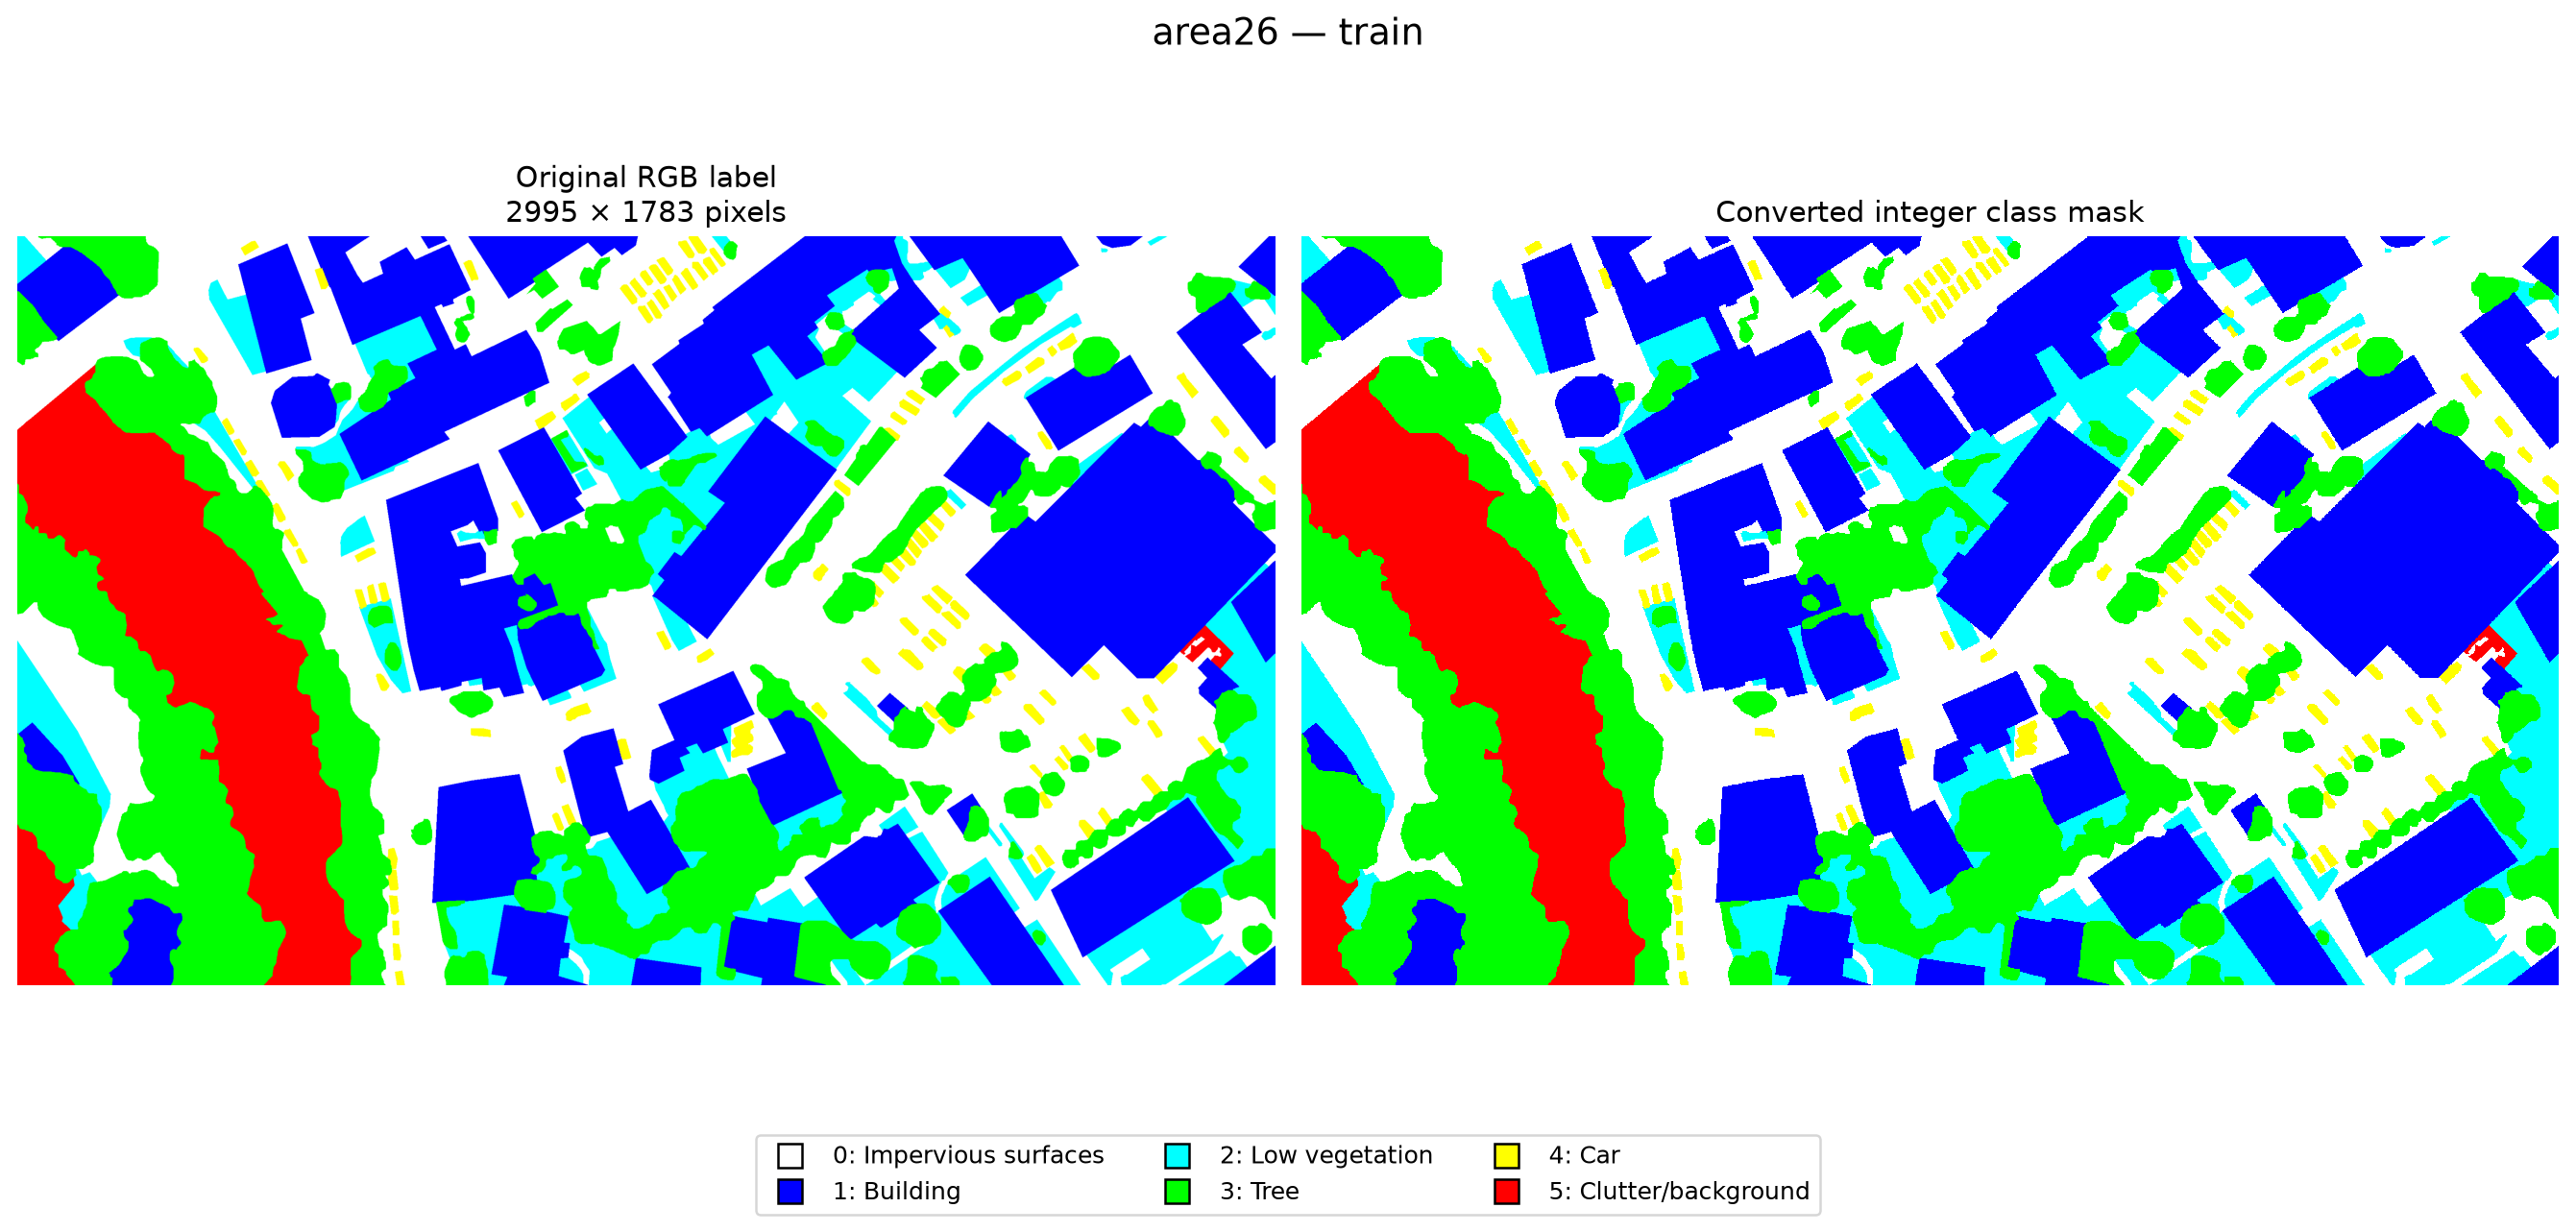 area26 — train
Original RGB label
2995 × 1783 pixels
Converted integer class mask
0: Impervious surfaces
1: Building
2: Low vegetation
3: Tree
4: Car
5: Clutter/background